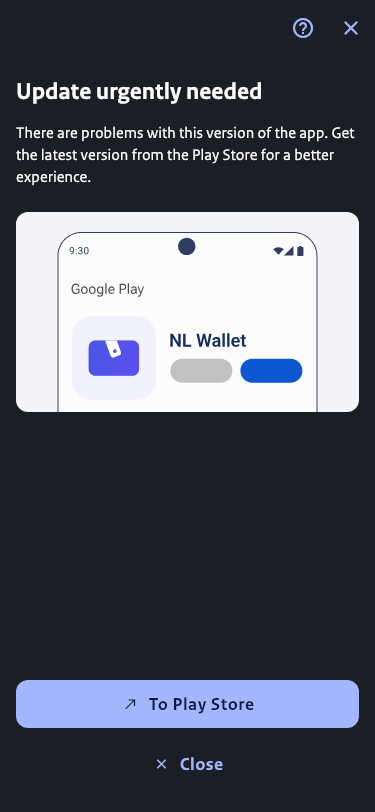 Update urgently needed
There are problems with this version of the app. Get
the latest version from the Play Store for a better
experience.
9:30
Google Play
NL Wallet
To Play Store
Close